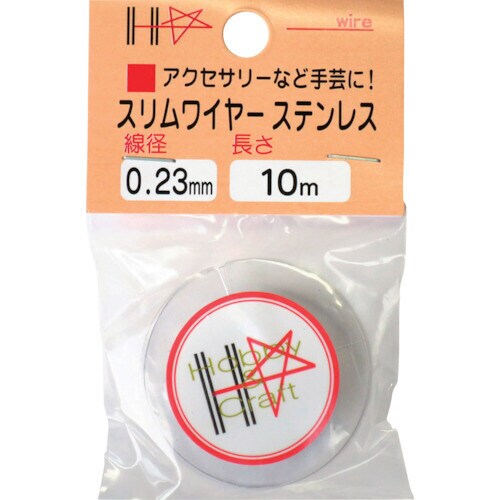 H
wire
アクセサリーなど手芸に!
スリムワイヤー ステンレス
線径 長さ
0.23mm 10m
H
Hobby
&
Craft